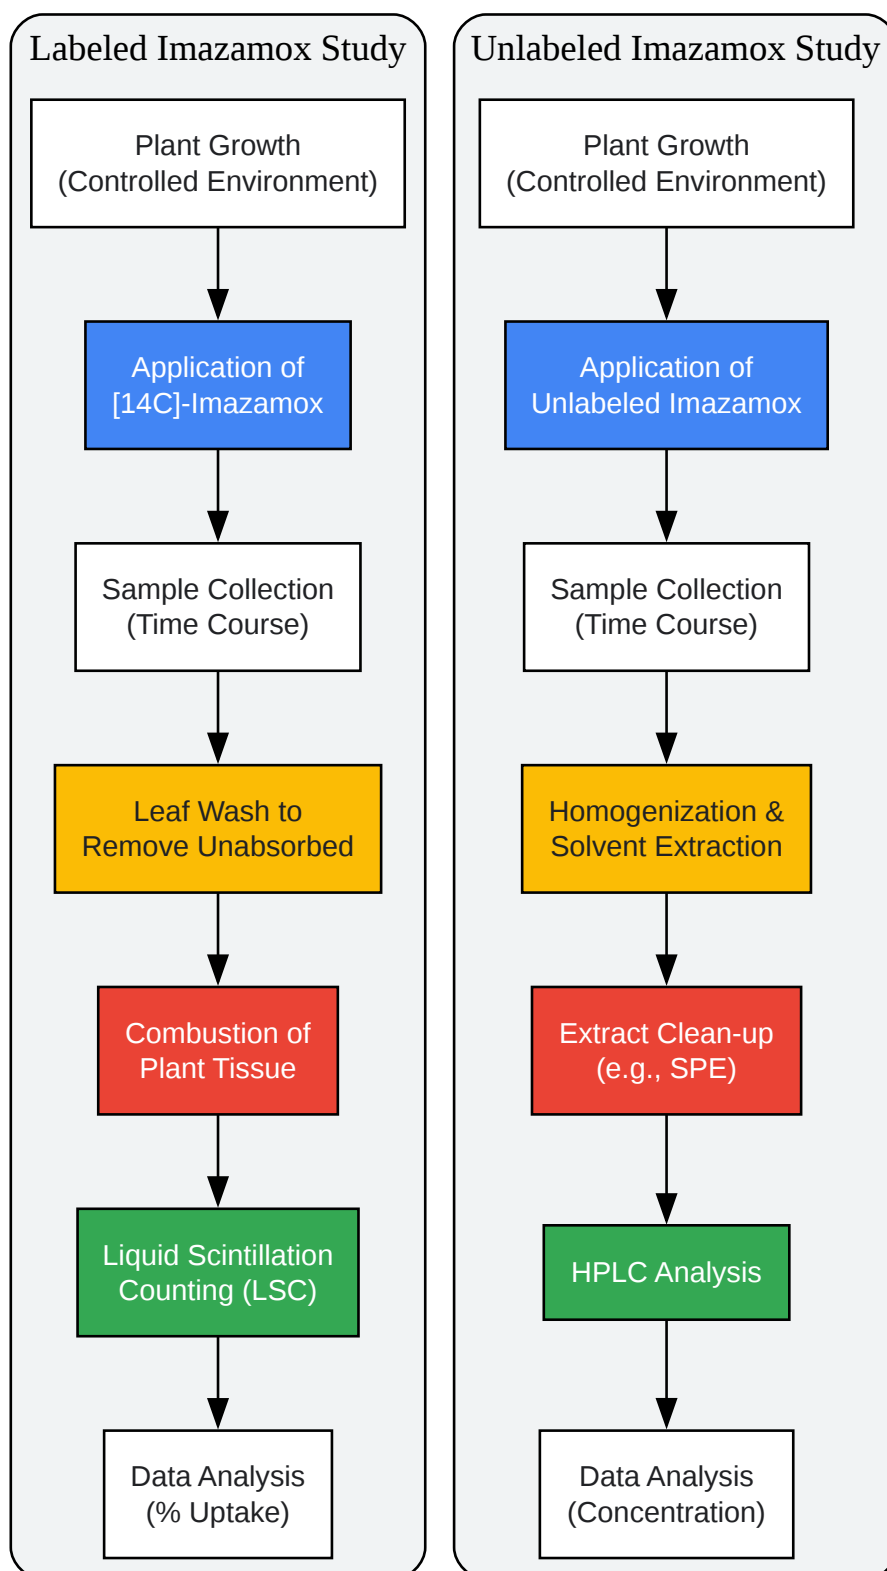 Labeled Imazamox Study
Plant Growth
(Controlled Environment)
Application of
[14C]-Imazamox
Sample Collection
(Time Course)
Leaf Wash to
Remove Unabsorbed
Combustion of
Plant Tissue
Liquid Scintillation
Counting (LSC)
Data Analysis
(% Uptake)
Unlabeled Imazamox Study
Plant Growth
(Controlled Environment)
Application of
Unlabeled Imazamox
Sample Collection
(Time Course)
Homogenization &
Solvent Extraction
Extract Clean-up
(e.g., SPE)
HPLC Analysis
Data Analysis
(Concentration)